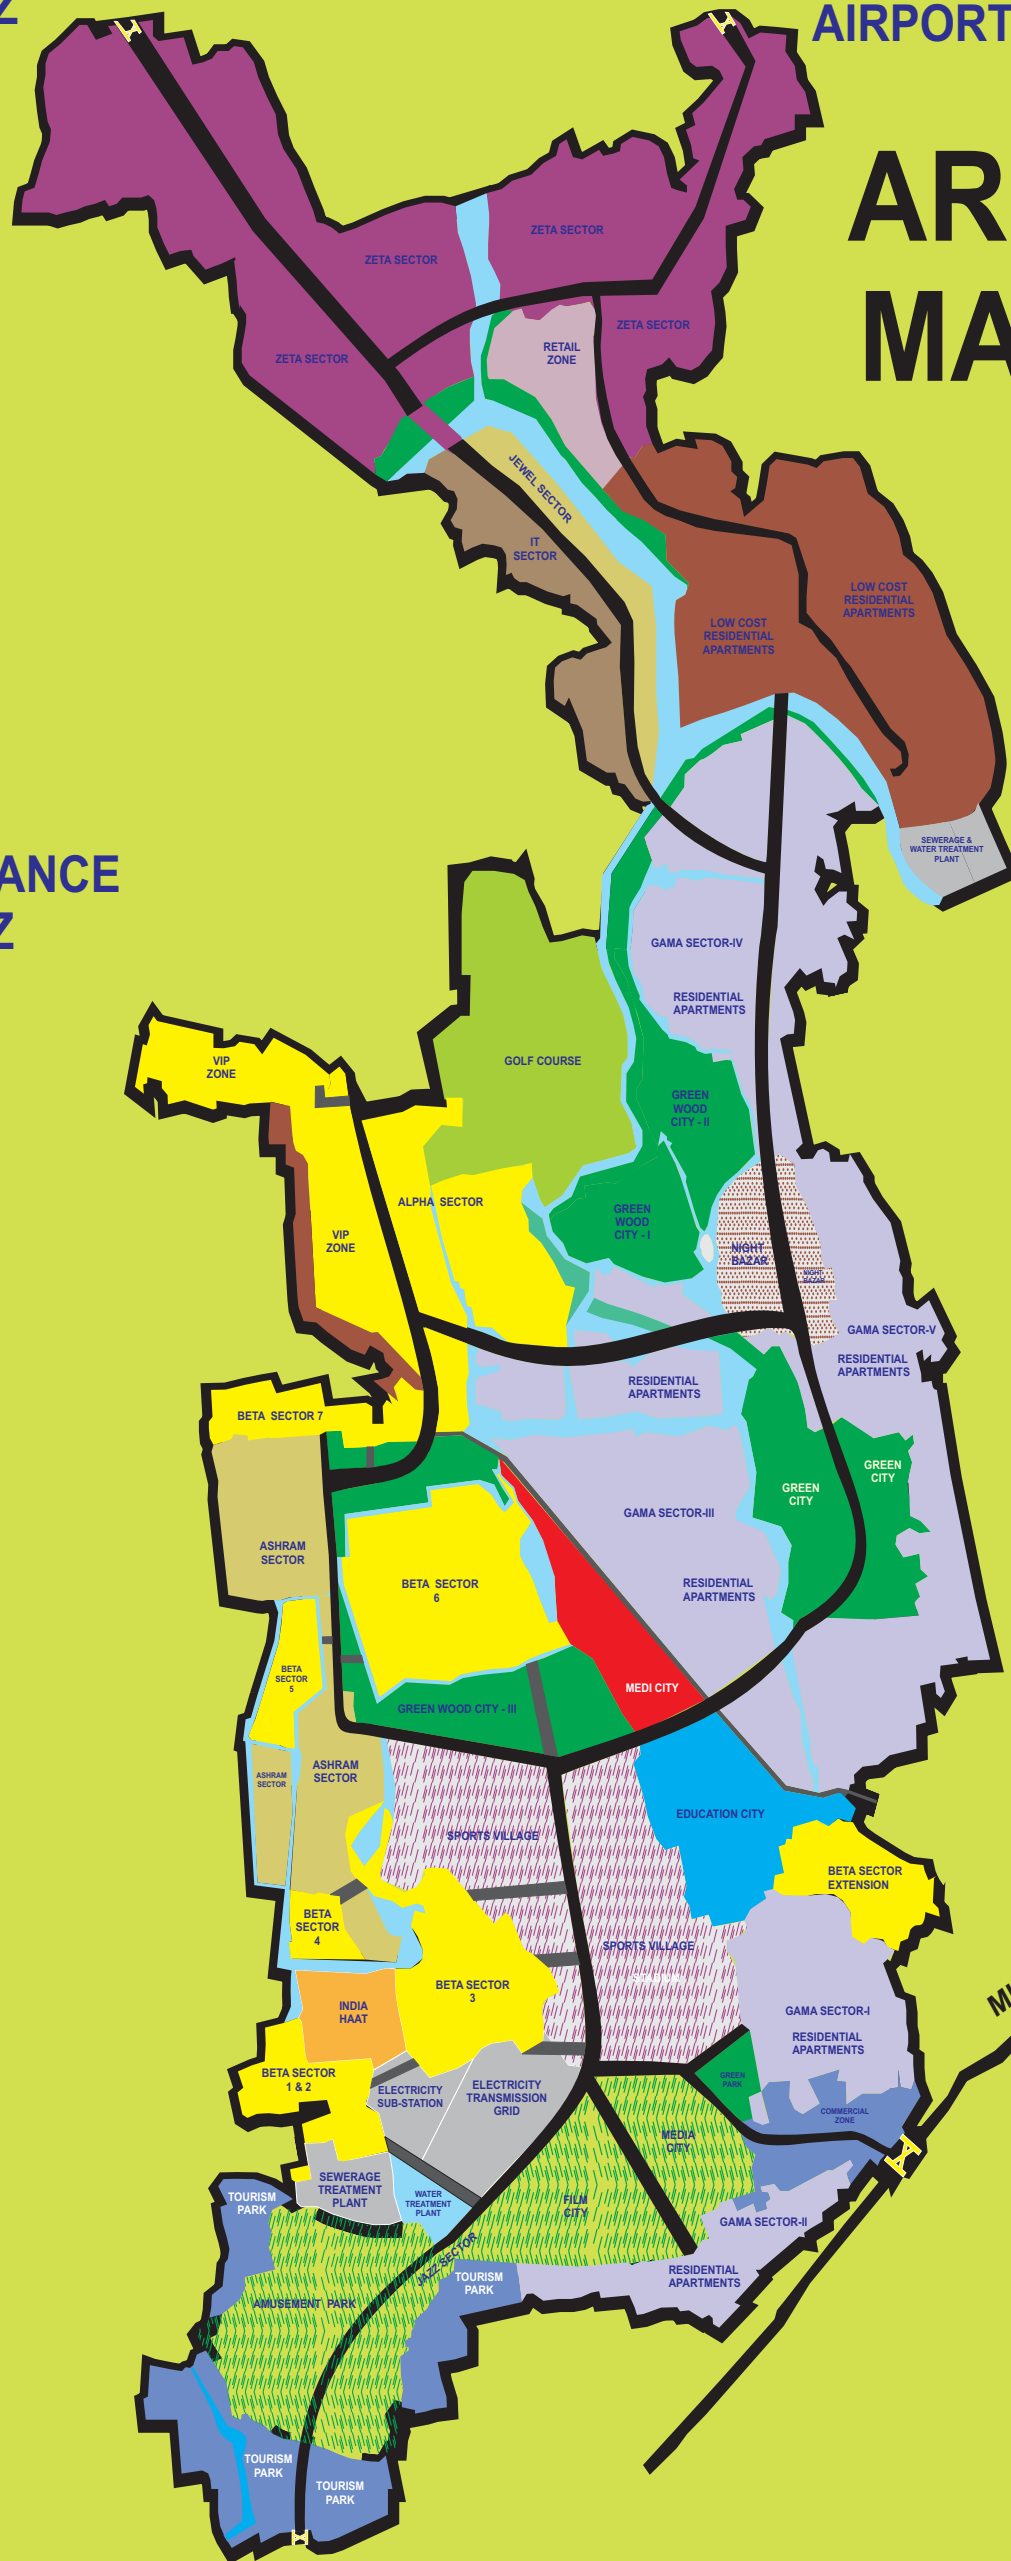 Z
AIRPORT
AR
MA
ZETA SECTOR
ZETA SECTOR
ZETA SECTOR
ZETA SECTOR
RETAIL
ZONE
JEWEL SECTOR
IT
SECTOR
LOW COST
RESIDENTIAL
APARTMENTS
LOW COST
RESIDENTIAL
APARTMENTS
SEWERAGE &
WATER TREATMENT
PLANT
ANCE
Z
GAMA SECTOR-IV
RESIDENTIAL
APARTMENTS
GOLF COURSE
VIP
ZONE
GREEN
WOOD
CITY - II
ALPHA SECTOR
GREEN
WOOD
CITY - I
VIP
ZONE
NIGHT
BAZAR
NIGHT
BAZAR
GAMA SECTOR-V
RESIDENTIAL
APARTMENTS
RESIDENTIAL
APARTMENTS
BETA SECTOR 7
GREEN
CITY
GREEN
CITY
GAMA SECTOR-III
ASHRAM
SECTOR
BETA SECTOR
6
RESIDENTIAL
APARTMENTS
BETA
SECTOR
5
MEDI CITY
GREEN WOOD CITY - III
ASHRAM
SECTOR
ASHRAM
SECTOR
EDUCATION CITY
SPORTS VILLAGE
BETA SECTOR
EXTENSION
BETA
SECTOR
4
SPORTS VILLAGE
STADIUM
BETA SECTOR
3
INDIA
HAAT
GAMA SECTOR-I
RESIDENTIAL
APARTMENTS
BETA SECTOR
1 & 2
GREEN
PARK
ELECTRICITY
SUB-STATION
ELECTRICITY
TRANSMISSION
GRID
COMMERCIAL
ZONE
MEDIA
CITY
SEWERAGE
TREATMENT
PLANT
TOURISM
PARK
WATER
TREATMENT
PLANT
FILM
CITY
GAMA SECTOR-II
JAZZ SECTOR
TOURISM
PARK
RESIDENTIAL
APARTMENTS
AMUSEMENT PARK
TOURISM
PARK
TOURISM
PARK